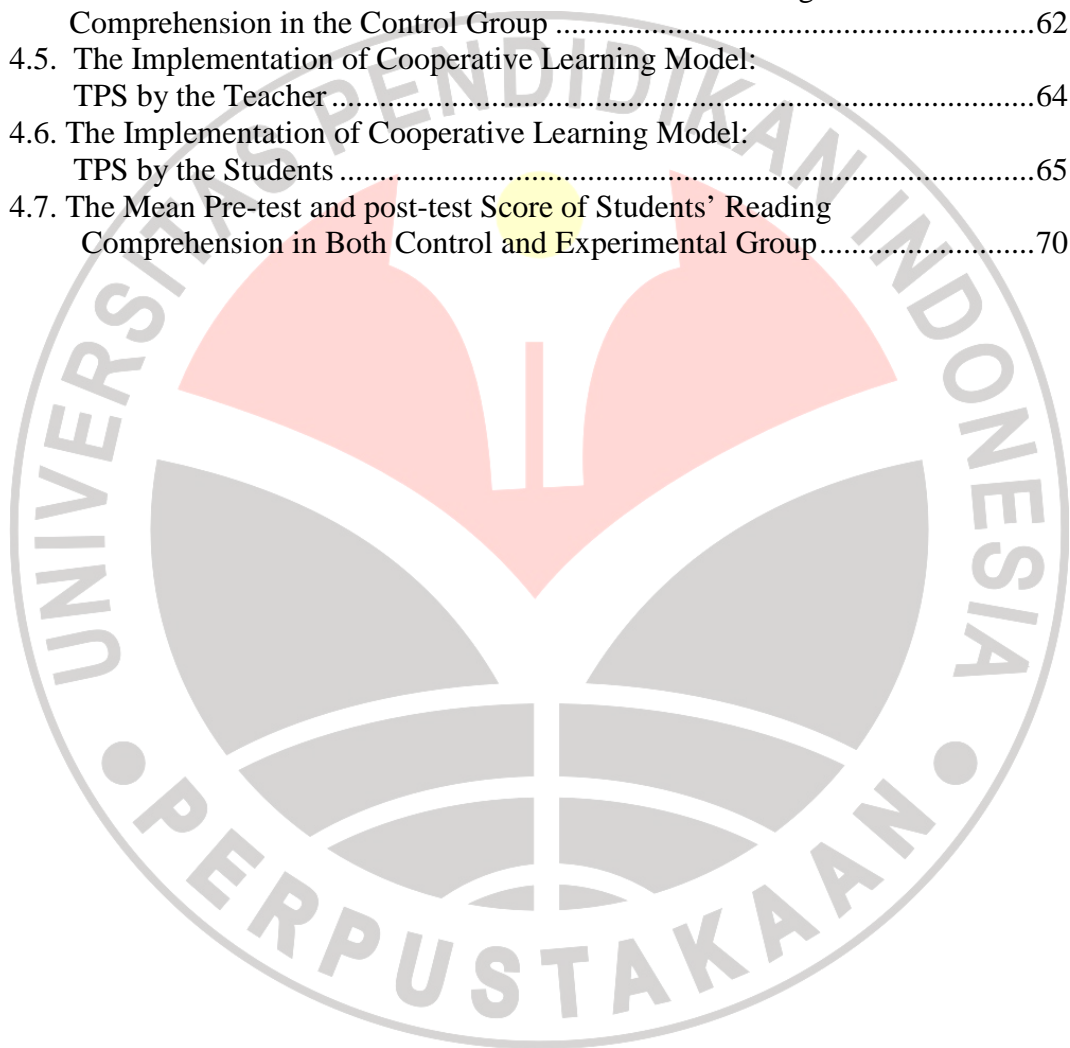 Comprehension in the Control Group ........................................................62
4.5. The Implementation of Cooperative Learning Model:
TPS by the Teacher ....................................................................................64
4.6. The Implementation of Cooperative Learning Model:
TPS by the Students ...................................................................................65
4.7. The Mean Pre-test and post-test Score of Students’ Reading
Comprehension in Both Control and Experimental Group .........................70
UNIVERSITAS PENDIDIKAN INDONESIA
PERPUSTAKAAN